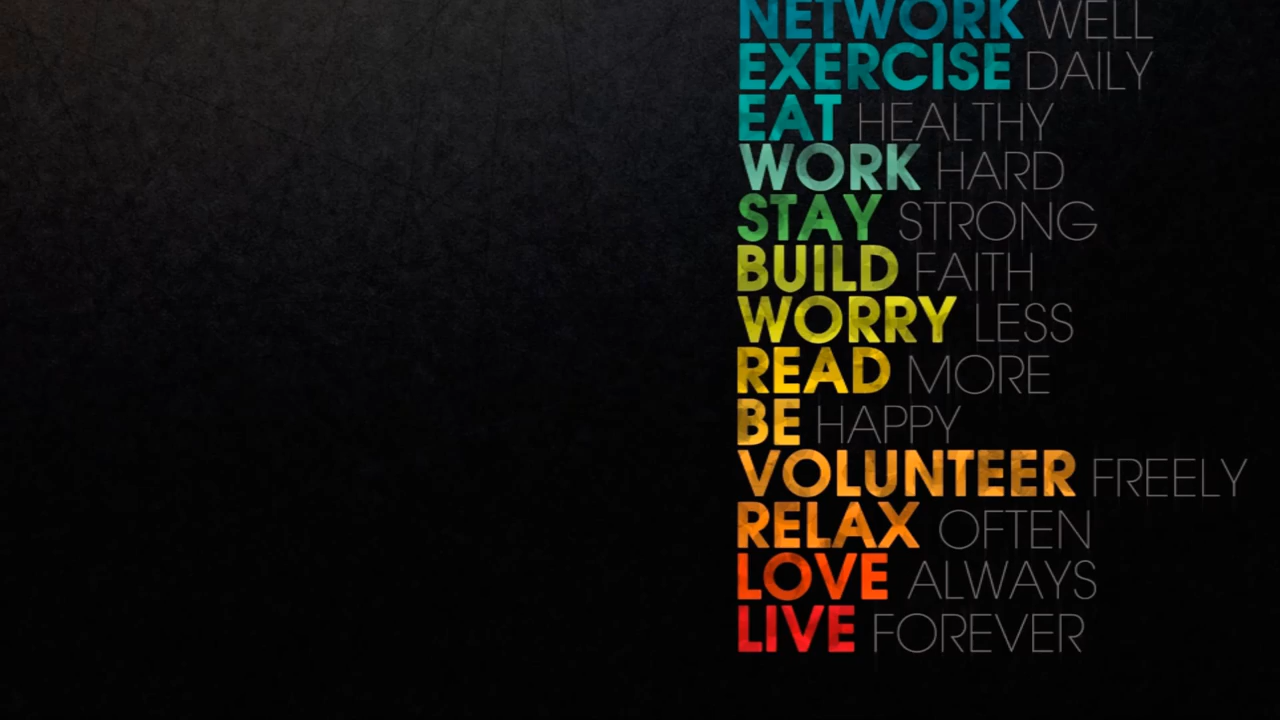 NETWORK WELL
EXERCISE DAILY
EAT HEALTHY
WORK HARD
STAY STRONG
BUILD FAITH
WORRY LESS
READ MORE
BE HAPPY
VOLUNTEER FREELY
RELAX OFTEN
LOVE ALWAYS
LIVE FOREVER